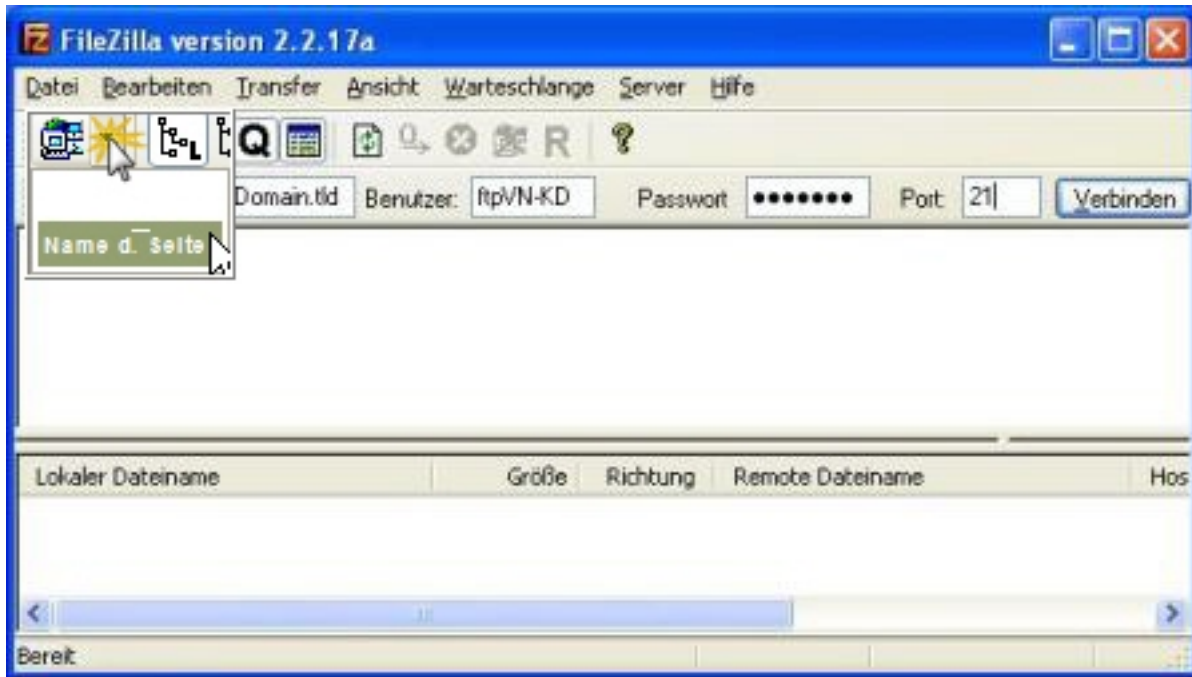 FileZilla version 2.2.17a
Datei Bearbeiten Transfer Ansicht Warteschlange Server Hilfe
L Q R ?
Domain.tld Benutzer: ftpVN-KD Passwort ●●●●●●● Port: 21 Verbinden
Name d. Seite
Lokaler Dateiname Größe Richtung Remote Dateiname Hos
Bereit